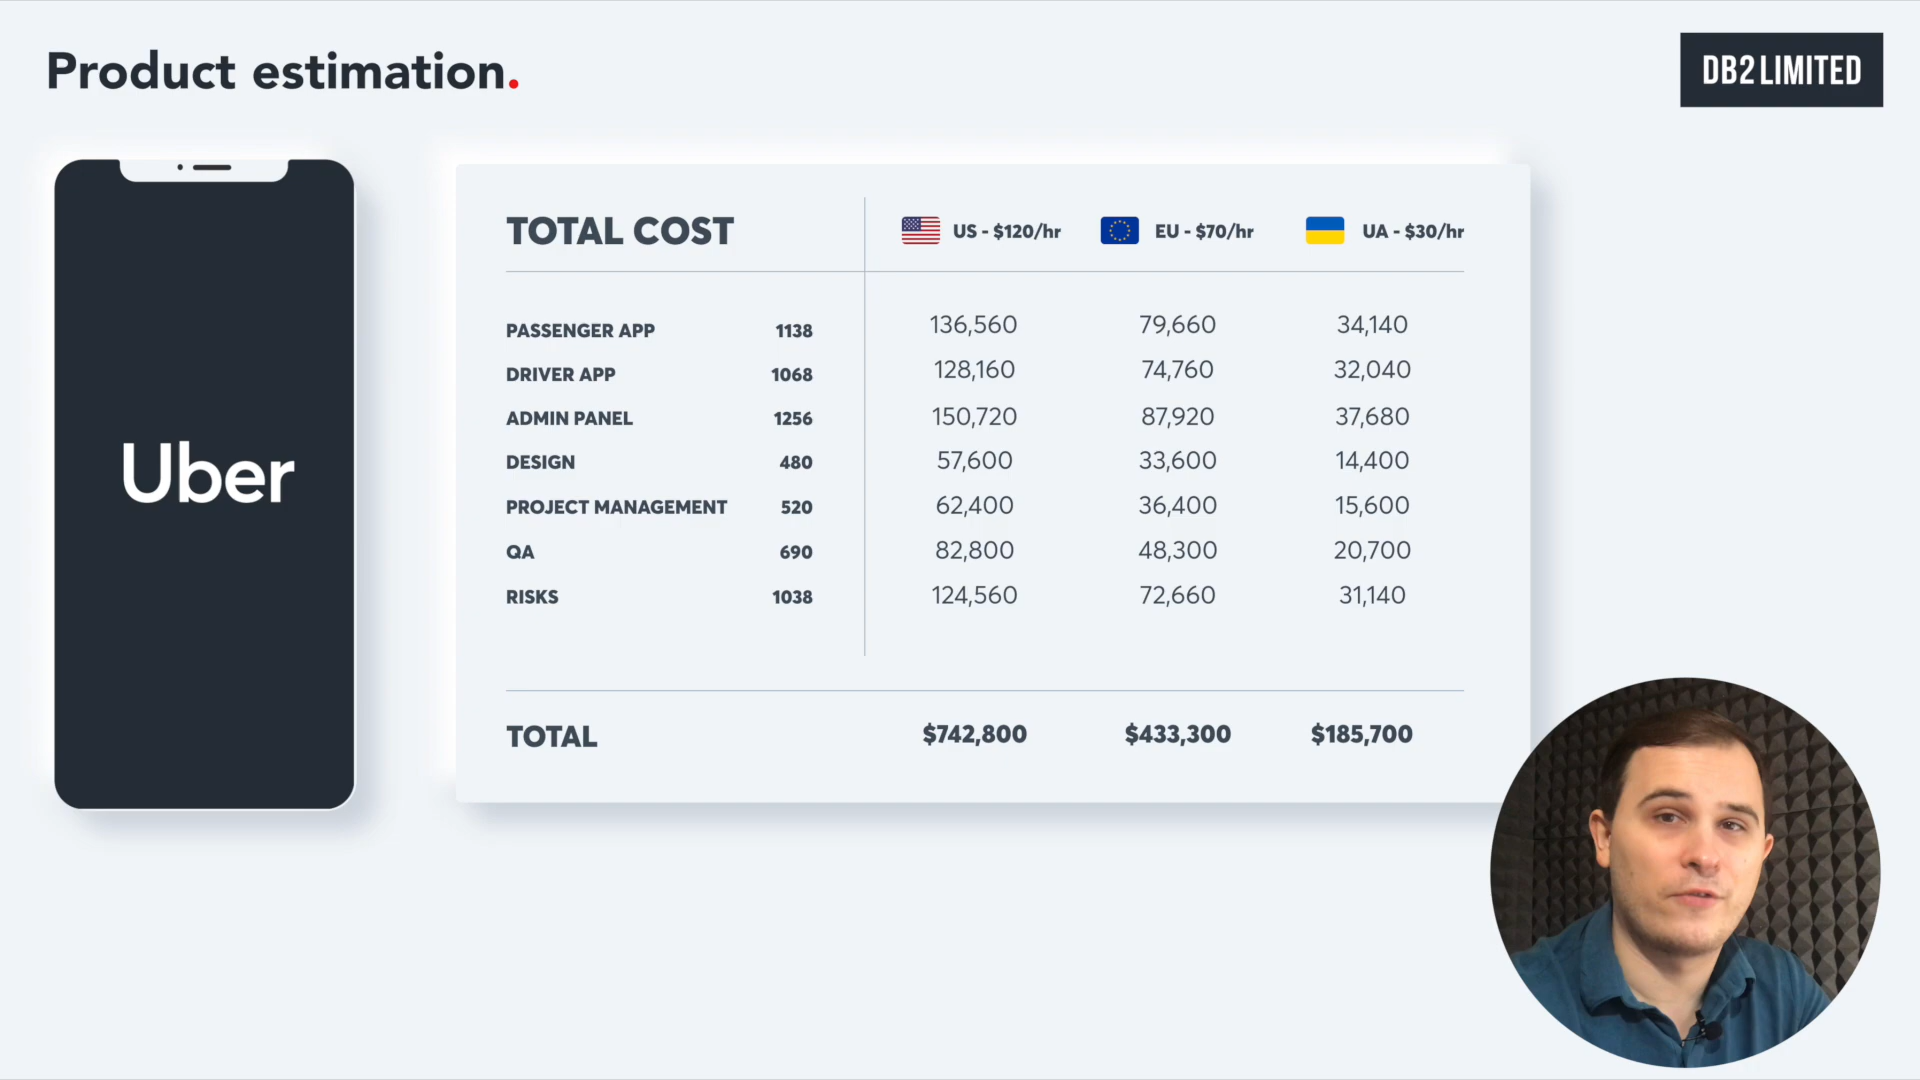 Product estimation.
DB2 LIMITED
Uber
TOTAL COST US - $120/hr EU - $70/hr UA - $30/hr
PASSENGER APP 1138 136,560 79,660 34,140
DRIVER APP 1068 128,160 74,760 32,040
ADMIN PANEL 1256 150,720 87,920 37,680
DESIGN 480 57,600 33,600 14,400
PROJECT MANAGEMENT 520 62,400 36,400 15,600
QA 690 82,800 48,300 20,700
RISKS 1038 124,560 72,660 31,140
TOTAL $742,800 $433,300 $185,700